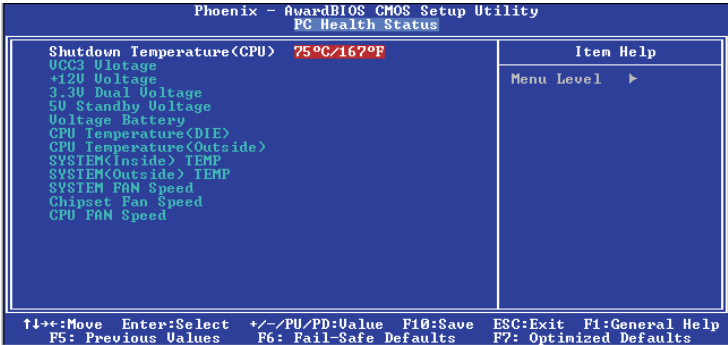 Phoenix - AwardBIOS CMOS Setup Utility
PC Health Status
Shutdown Temperature(CPU) 75ºC/167ºF
VCC3 Vlotage
+12V Voltage
3.3V Dual Voltage
5V Standby Voltage
Voltage Battery
CPU Temperature(DIE)
CPU Temperature(Outside)
SYSTEM(Inside) TEMP
SYSTEM(Outside) TEMP
SYSTEM FAN Speed
Chipset Fan Speed
CPU FAN Speed
Item Help
Menu Level ▶
↑↓→←:Move Enter:Select +/-/PU/PD:Value F10:Save ESC:Exit F1:General Help
F5: Previous Values F6: Fail-Safe Defaults F7: Optimized Defaults